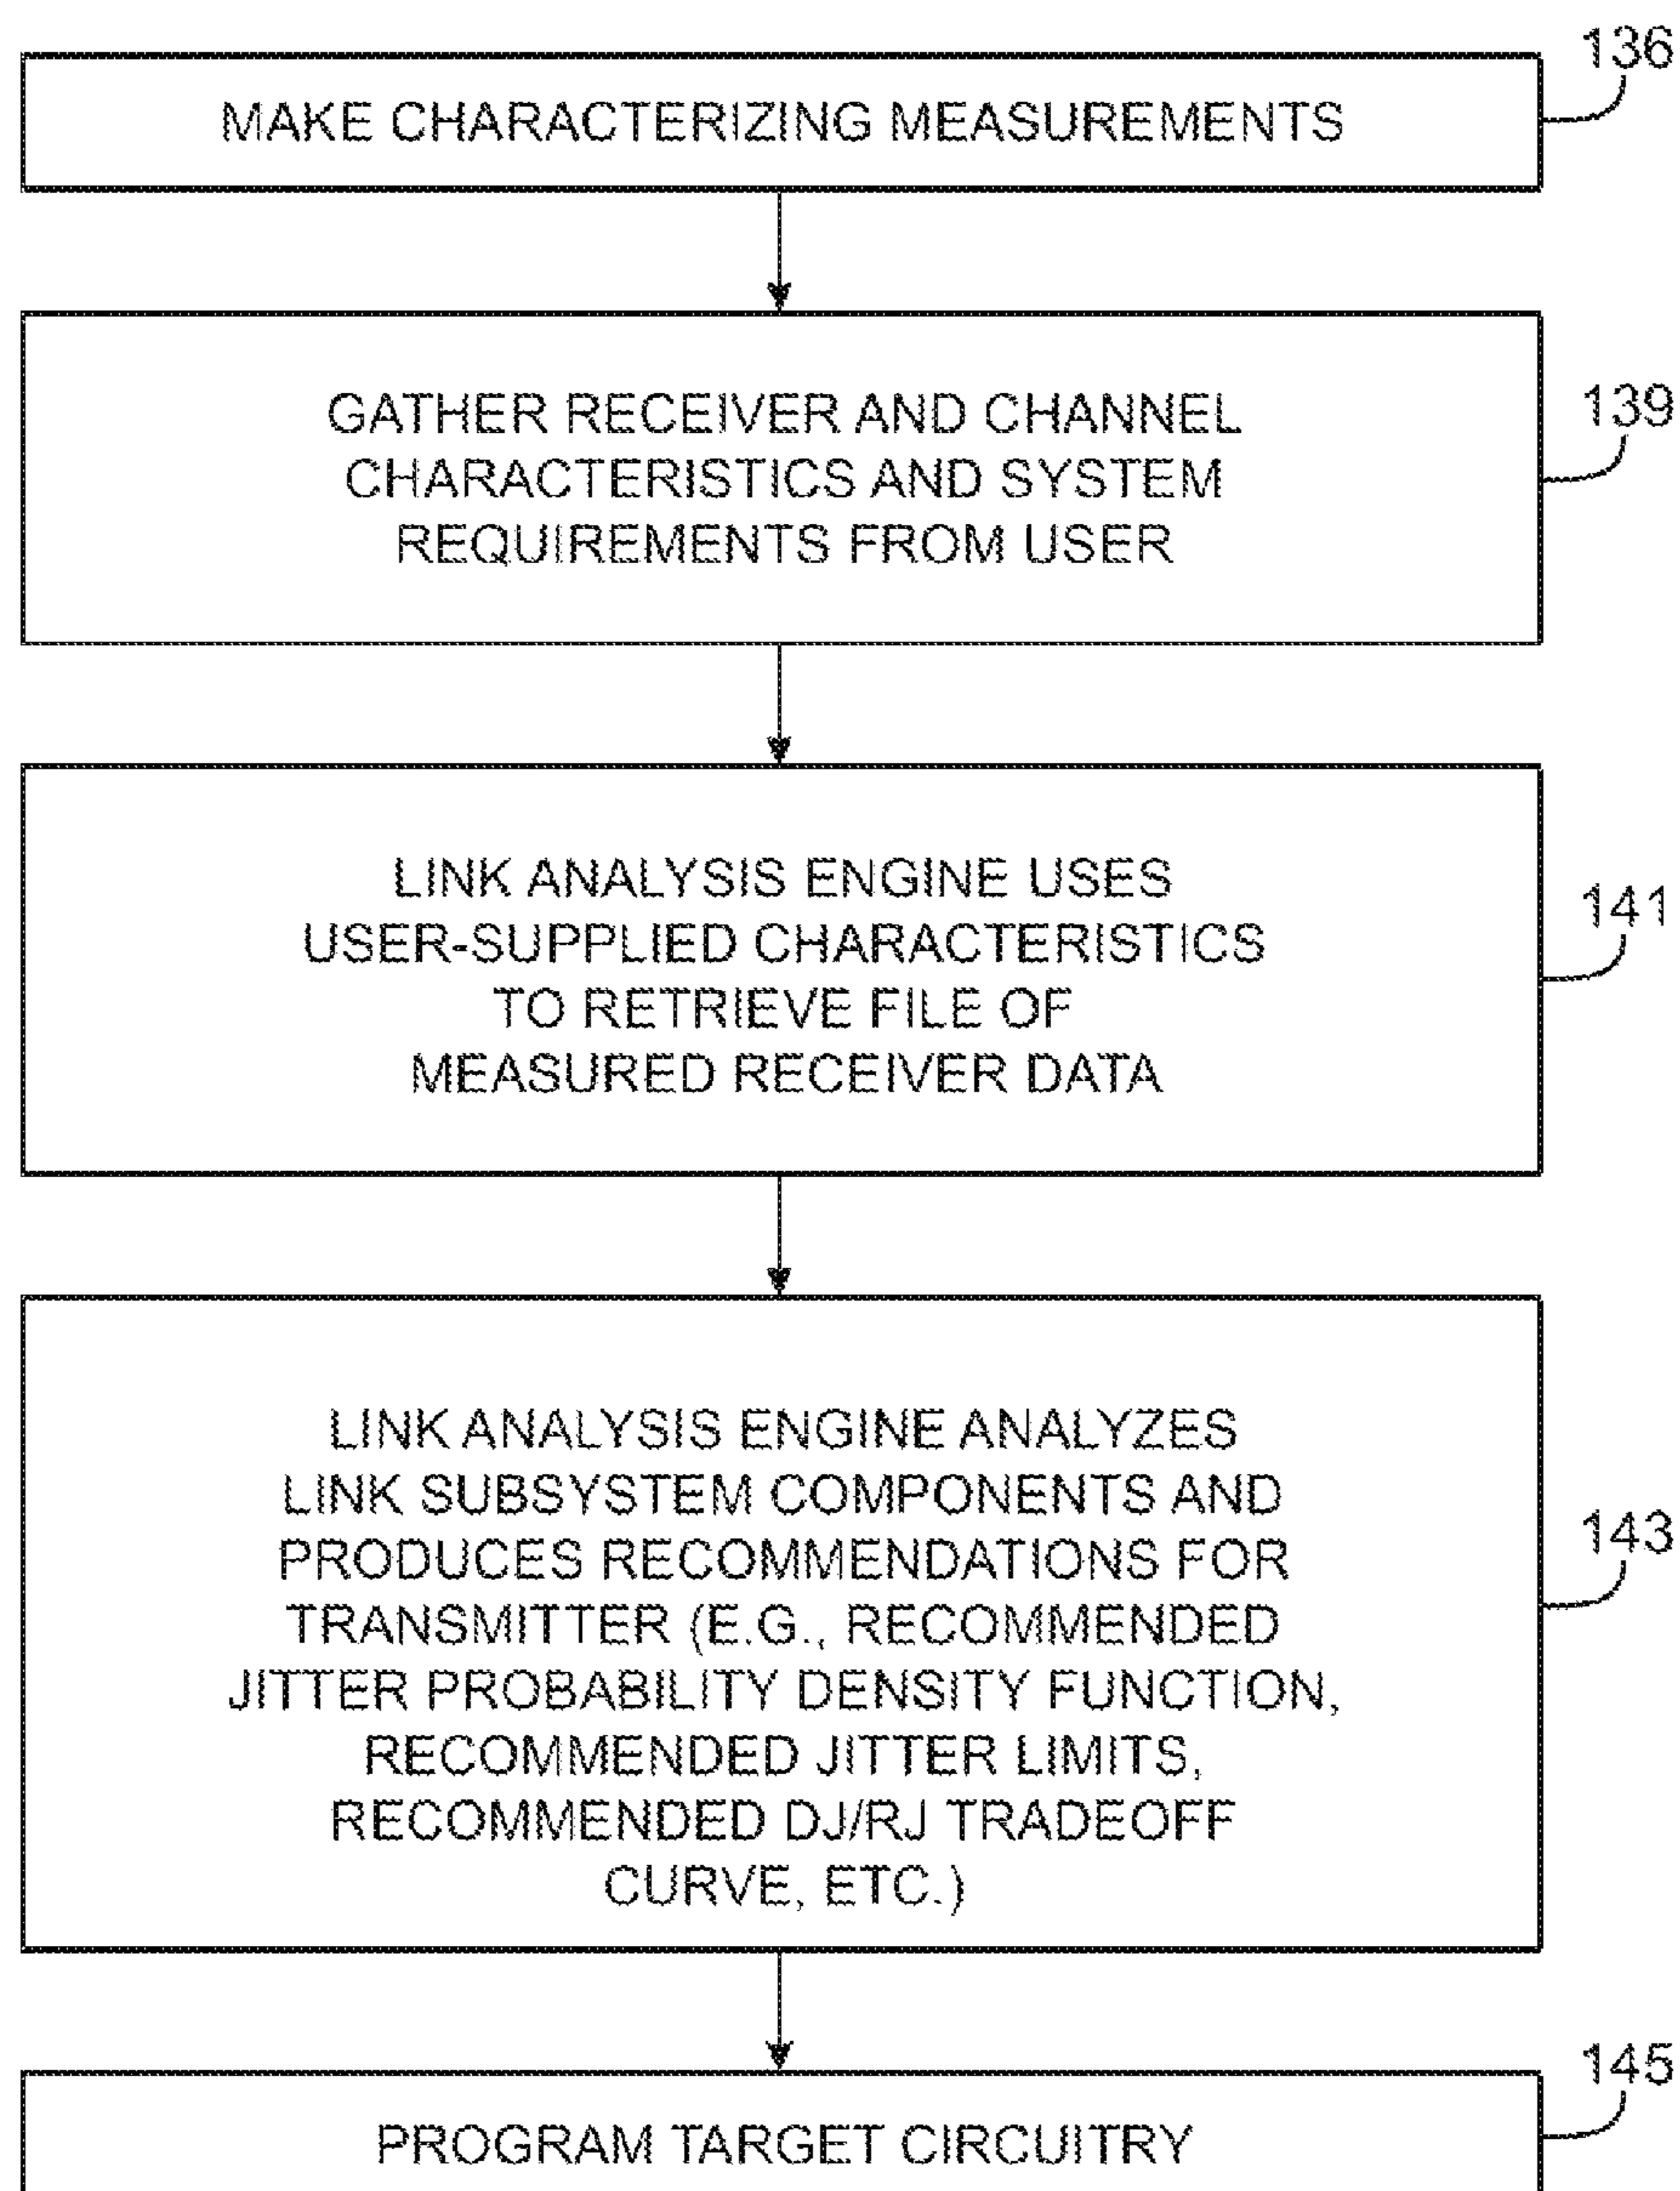 136
MAKE CHARACTERIZING MEASUREMENTS
GATHER RECEIVER AND CHANNEL
CHARACTERISTICS AND SYSTEM
REQUIREMENTS FROM USER
139
LINK ANALYSIS ENGINE USES
USER-SUPPLIED CHARACTERISTICS
TO RETRIEVE FILE OF
MEASURED RECEIVER DATA
141
LINK ANALYSIS ENGINE ANALYZES
LINK SUBSYSTEM COMPONENTS AND
PRODUCES RECOMMENDATIONS FOR
TRANSMITTER (E.G., RECOMMENDED
JITTER PROBABILITY DENSITY FUNCTION,
RECOMMENDED JITTER LIMITS,
RECOMMENDED DJ/RJ TRADEOFF
CURVE, ETC.)
143
145
PROGRAM TARGET CIRCUITRY